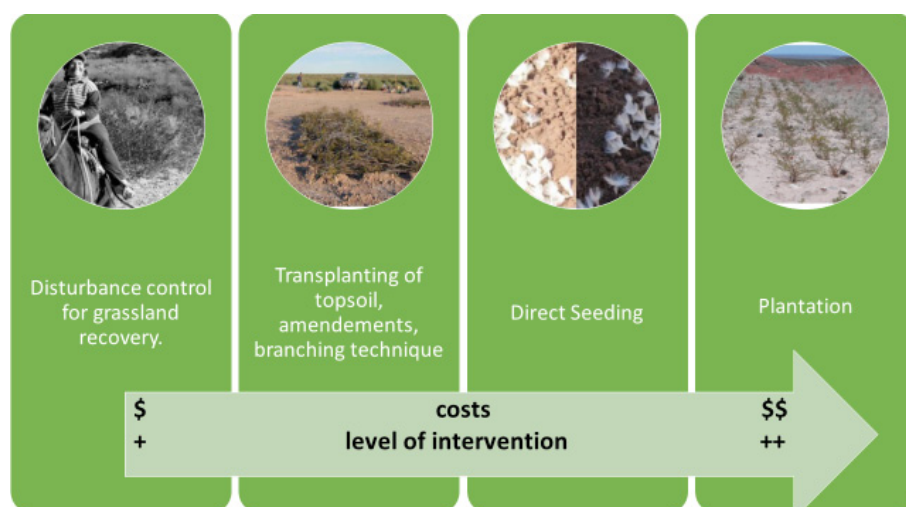 Disturbance control
for grassland
recovery.
Transplanting of
topsoil,
amendements,
branching technique
Direct Seeding
Plantation
$ costs $$
+ level of intervention ++